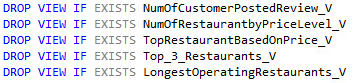 DROP VIEW IF EXISTS NumOfCustomerPostedReview_V
DROP VIEW IF EXISTS NumOfRestaurantbyPriceLevel_V
DROP VIEW IF EXISTS TopRestaurantBasedOnPrice_V
DROP VIEW IF EXISTS Top_3_Restaurants_V
DROP VIEW IF EXISTS LongestOperatingRestaurants_V